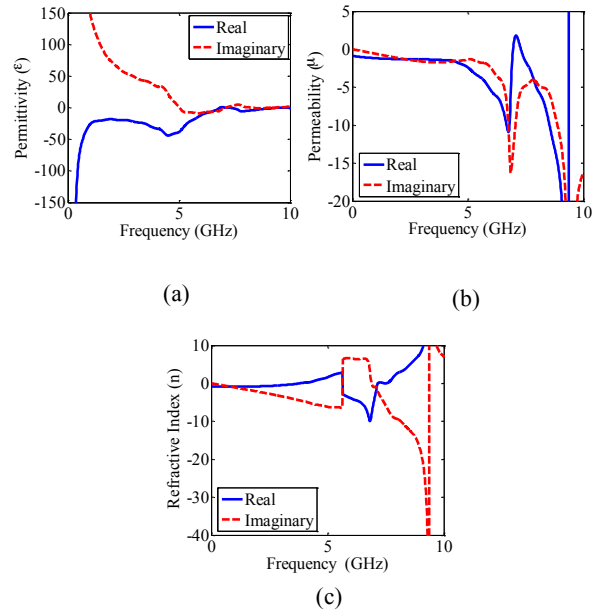 150
100
50
0
-50
-100
-150
Permittivity (ε)
Real
Imaginary
0 5 10
Frequency (GHz)
(a)
5
0
-5
-10
-15
-20
Permeability (μ)
Real
Imaginary
0 5 10
Frequency (GHz)
(b)
10
0
-10
-20
-30
-40
Refractive Index (n)
Real
Imaginary
0 5 10
Frequency (GHz)
(c)